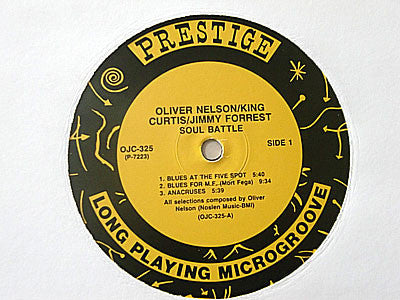 PRESTIGE
OLIVER NELSON/KING
CURTIS/JIMMY FORREST
SOUL BATTLE
OJC-325
(P-7223)
SIDE 1
1. BLUES AT THE FIVE SPOT 5:40
2. BLUES FOR M.F. (Mort Fega) 9:34
3. ANACRUSES 5:39
All selections composed by Oliver
Nelson (Noslen Music-BMI)
(OJC-325-A)
LONG PLAYING MICROGROOVE